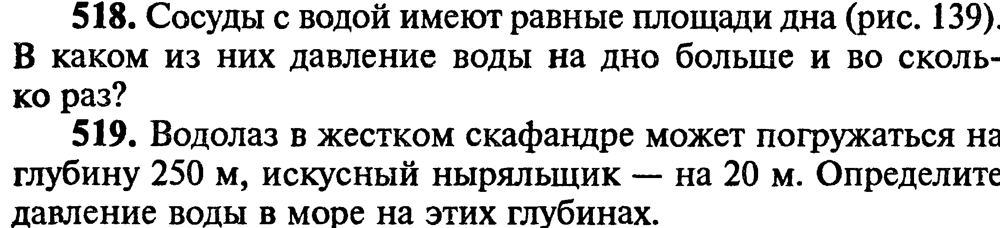 518. Сосуды с водой имеют равные площади дна (рис. 139).
В каком из них давление воды на дно больше и во сколь-
ко раз?
519. Водолаз в жестком скафандре может погружаться на
глубину 250 м, искусный ныряльщик — на 20 м. Определите
давление воды в море на этих глубинах.